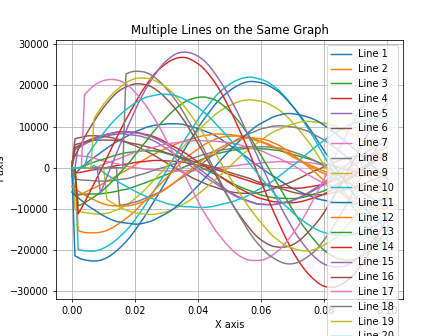 Multiple Lines on the Same Graph
30000
20000
10000
0
−10000
−20000
−30000
0.00
0.02
0.04
0.06
X axis
axis
Line 1
Line 2
Line 3
Line 4
Line 5
Line 6
Line 7
Line 8
Line 9
Line 10
Line 11
Line 12
Line 13
Line 14
Line 15
Line 16
Line 17
Line 18
Line 19
Line 20